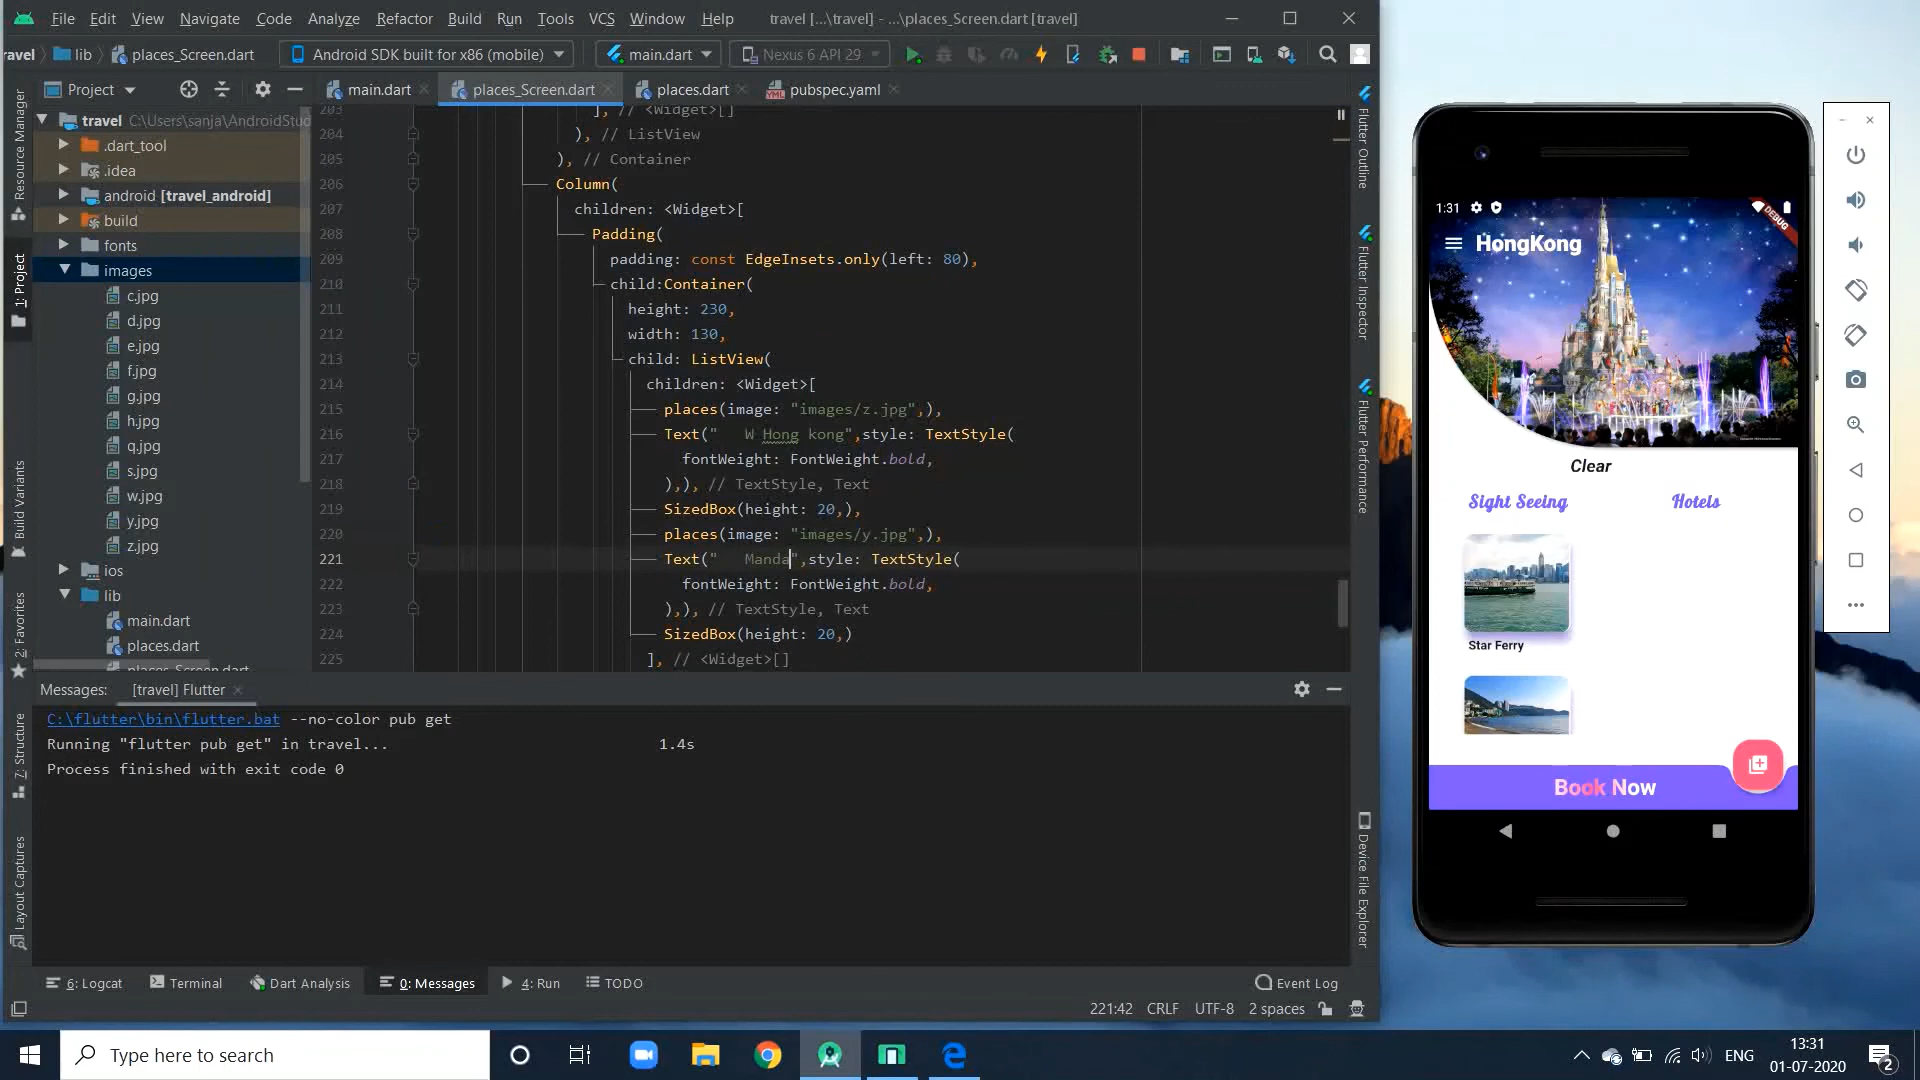 File Edit View Navigate Code Analyze Refactor Build Run Tools VCS Window Help travel [...\travel] - ...\places_Screen.dart [travel]
ravel lib places_Screen.dart Android SDK built for x86 (mobile) main.dart Nexus 6 API 29
Project main.dart places_Screen.dart places.dart pubspec.yaml
travel C:\Users\sanja\AndroidStud
.dart_tool
.idea
android [travel_android]
build
fonts
images
c.jpg
d.jpg
e.jpg
f.jpg
g.jpg
h.jpg
q.jpg
s.jpg
w.jpg
y.jpg
z.jpg
ios
lib
main.dart
places.dart
places_Screen.dart
Resource Manager
1: Project
Build Variants
2: Favorites
7: Structure
Layout Captures
203 ], // <Widget>[]
204 ), // ListView
205 ), // Container
206 Column(
207 children: <Widget>[
208 Padding(
209 padding: const EdgeInsets.only(left: 80),
210 child:Container(
211 height: 230,
212 width: 130,
213 child: ListView(
214 children: <Widget>[
215 places(image: "images/z.jpg",),
216 Text("   W Hong kong",style: TextStyle(
217 fontWeight: FontWeight.bold,
218 ),), // TextStyle, Text
219 SizedBox(height: 20,),
220 places(image: "images/y.jpg",),
221 Text("   Manda",style: TextStyle(
222 fontWeight: FontWeight.bold,
223 ),), // TextStyle, Text
224 SizedBox(height: 20,)
225 ], // <Widget>[]
Flutter Outline
Flutter Inspector
Flutter Performance
Device File Explorer
Messages: [travel] Flutter
C:\flutter\bin\flutter.bat --no-color pub get
Running "flutter pub get" in travel... 1.4s
Process finished with exit code 0
6: Logcat Terminal Dart Analysis 0: Messages 4: Run TODO Event Log
221:42 CRLF UTF-8 2 spaces
1:31
DEBUG
HongKong
Clear
Sight Seeing Hotels
Star Ferry
Book Now
Type here to search
ENG
13:31
01-07-2020
2